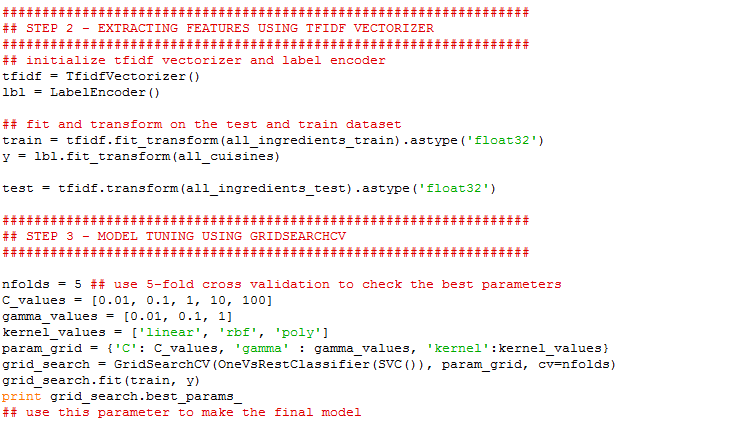 ##################################################################
## STEP 2 - EXTRACTING FEATURES USING TFIDF VECTORIZER
##################################################################
## initialize tfidf vectorizer and label encoder
tfidf = TfidfVectorizer()
lbl = LabelEncoder()
## fit and transform on the test and train dataset
train = tfidf.fit_transform(all_ingredients_train).astype('float32')
y = lbl.fit_transform(all_cuisines)
test = tfidf.transform(all_ingredients_test).astype('float32')
##################################################################
## STEP 3 - MODEL TUNING USING GRIDSEARCHCV
##################################################################
nfolds = 5 ## use 5-fold cross validation to check the best parameters
C_values = [0.01, 0.1, 1, 10, 100]
gamma_values = [0.01, 0.1, 1]
kernel_values = ['linear', 'rbf', 'poly']
param_grid = {'C': C_values, 'gamma' : gamma_values, 'kernel':kernel_values}
grid_search = GridSearchCV(OneVsRestClassifier(SVC()), param_grid, cv=nfolds)
grid_search.fit(train, y)
print grid_search.best_params_
## use this parameter to make the final model